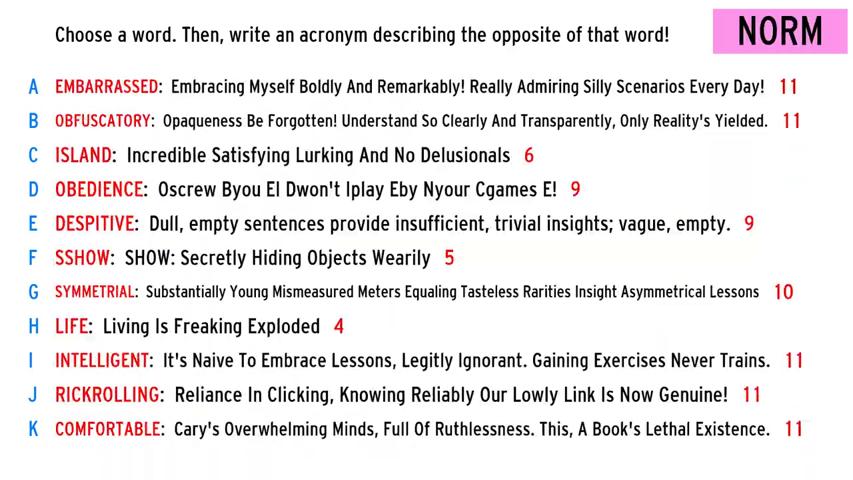 Choose a word. Then, write an acronym describing the opposite of that word!
NORM
A EMBARRASSED: Embracing Myself Boldly And Remarkably! Really Admiring Silly Scenarios Every Day! 11
B OBFUSCATORY: Opaqueness Be Forgotten! Understand So Clearly And Transparently, Only Reality's Yielded. 11
C ISLAND: Incredible Satisfying Lurking And No Delusionals 6
D OBEDIENCE: Oscrew Byou EI Dwon't Iplay Eby Nyour Cgames E! 9
E DESPITIVE: Dull, empty sentences provide insufficient, trivial insights; vague, empty. 9
F SSHOW: SHOW: Secretly Hiding Objects Wearily 5
G SYMMETRIAL: Substantially Young Mismeasured Meters Equaling Tasteless Rarities Insight Asymmetrical Lessons 10
H LIFE: Living Is Freaking Exploded 4
I INTELLIGENT: It's Naive To Embrace Lessons, Legitly Ignorant. Gaining Exercises Never Trains. 11
J RICKROLLING: Reliance In Clicking, Knowing Reliably Our Lowly Link Is Now Genuine! 11
K COMFORTABLE: Cary's Overwhelming Minds, Full Of Ruthlessness. This, A Book's Lethal Existence. 11